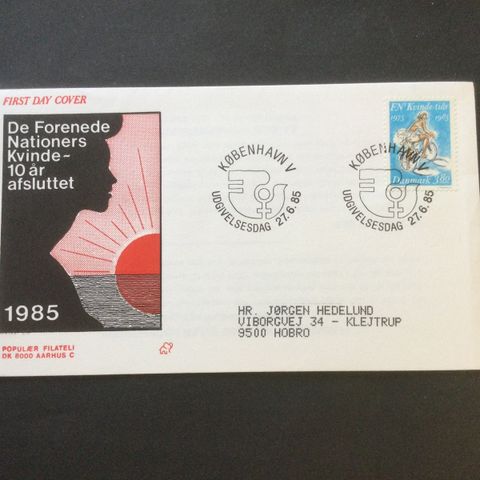 FIRST DAY COVER
De Forenede
Nationers
Kvinde~
10 år
afsluttet
1985
POPULÆR FILATELI
DK 8000 AARHUS C
KØBENHAVN V
UDGIVELSESDAG 27.6.85
KØBENHAVN V
UDGIVELSESDAG 27.6.85
FN's Kvinde-tiår
1975 1985
Danmark 3.80
HR. JØRGEN HEDELUND
VIBORGVEJ 34 - KLEJTRUP
9500 HOBRO